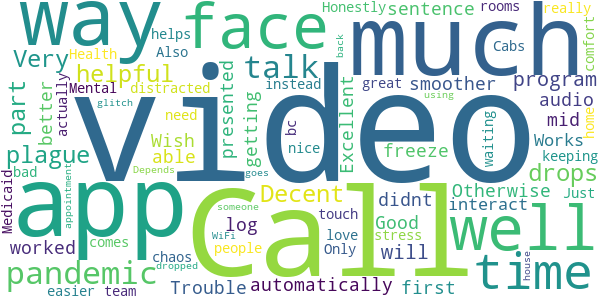 way much face video call app well time
Honestly sentence rooms really
helps Also Cabs comfort
Very Health helpful talk back
actually Mental distracted instead great smoother program
part better presented getting bc Excellent audio
need Wish able nice freeze mid waiting using home
plague glitch Depends goes Works keeping
bad Medicaid appointment Decent didnt Otherwise drops Just
someone log touch Good interact
worked comes WiFi people love stress
pandemic dropped chaos Only will
easier team Trouble automatically first house